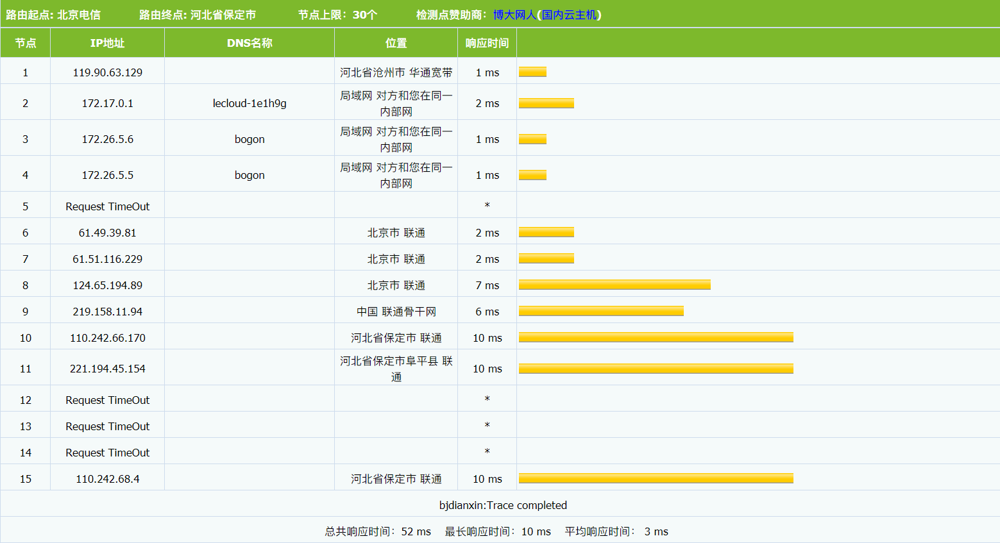 路由起点: 北京电信 路由终点: 河北省保定市 节点上限：30个 检测点赞助商：博大网人(国内云主机)
节点 IP地址 DNS名称 位置 响应时间
1 119.90.63.129 河北省沧州市 华通宽带 1 ms
2 172.17.0.1 lecloud-1e1h9g 局域网 对方和您在同一
内部网 2 ms
3 172.26.5.6 bogon 局域网 对方和您在同一
内部网 1 ms
4 172.26.5.5 bogon 局域网 对方和您在同一
内部网 1 ms
5 Request TimeOut *
6 61.49.39.81 北京市 联通 2 ms
7 61.51.116.229 北京市 联通 2 ms
8 124.65.194.89 北京市 联通 7 ms
9 219.158.11.94 中国 联通骨干网 6 ms
10 110.242.66.170 河北省保定市 联通 10 ms
11 221.194.45.154 河北省保定市阜平县 联
通 10 ms
12 Request TimeOut *
13 Request TimeOut *
14 Request TimeOut *
15 110.242.68.4 河北省保定市 联通 10 ms
bjdianxin:Trace completed
总共响应时间：52 ms 最长响应时间：10 ms 平均响应时间： 3 ms